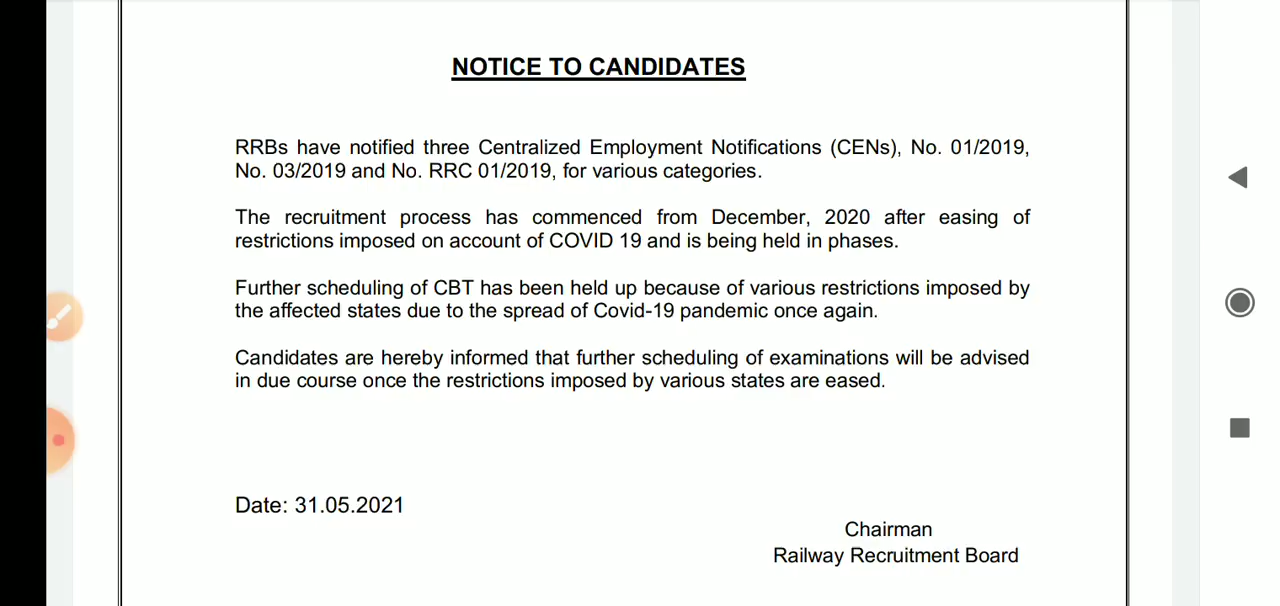 NOTICE TO CANDIDATES
RRBs have notified three Centralized Employment Notifications (CENs), No. 01/2019,
No. 03/2019 and No. RRC 01/2019, for various categories.
The recruitment process has commenced from December, 2020 after easing of
restrictions imposed on account of COVID 19 and is being held in phases.
Further scheduling of CBT has been held up because of various restrictions imposed by
the affected states due to the spread of Covid-19 pandemic once again.
Candidates are hereby informed that further scheduling of examinations will be advised
in due course once the restrictions imposed by various states are eased.
Date: 31.05.2021
Chairman
Railway Recruitment Board